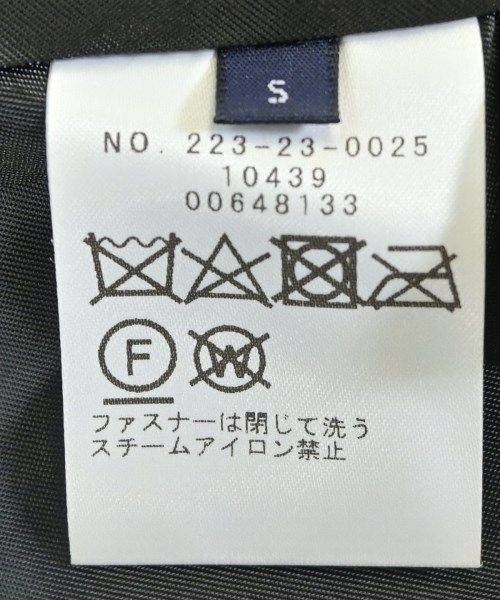 S
NO. 223-23-0025
10439
00648133
F W
ファスナーは閉じて洗う
スチームアイロン禁止